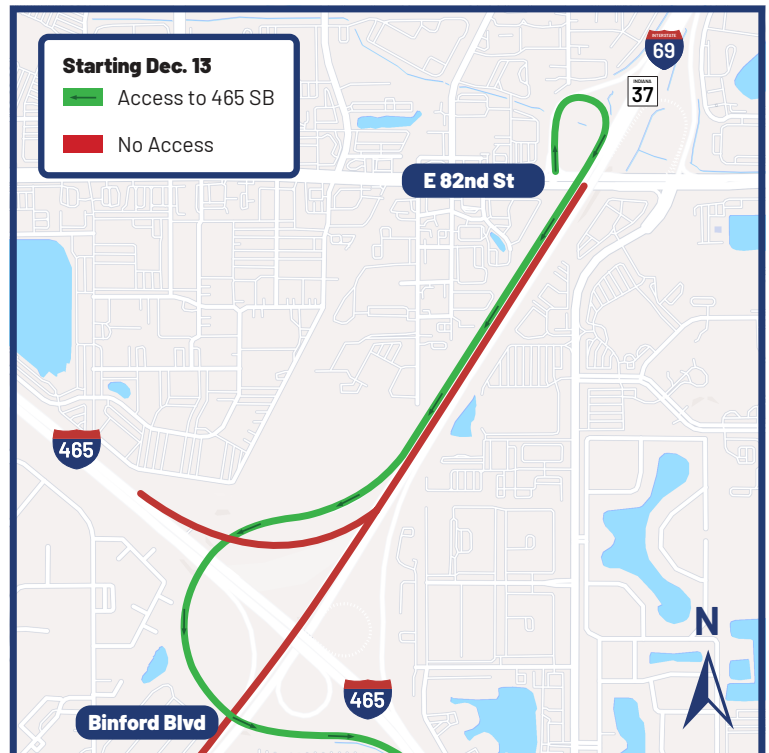 Starting Dec. 13
Access to 465 SB
No Access
INTERSTATE
69
INDIANA
37
E 82nd St
465
N
465
Binford Blvd